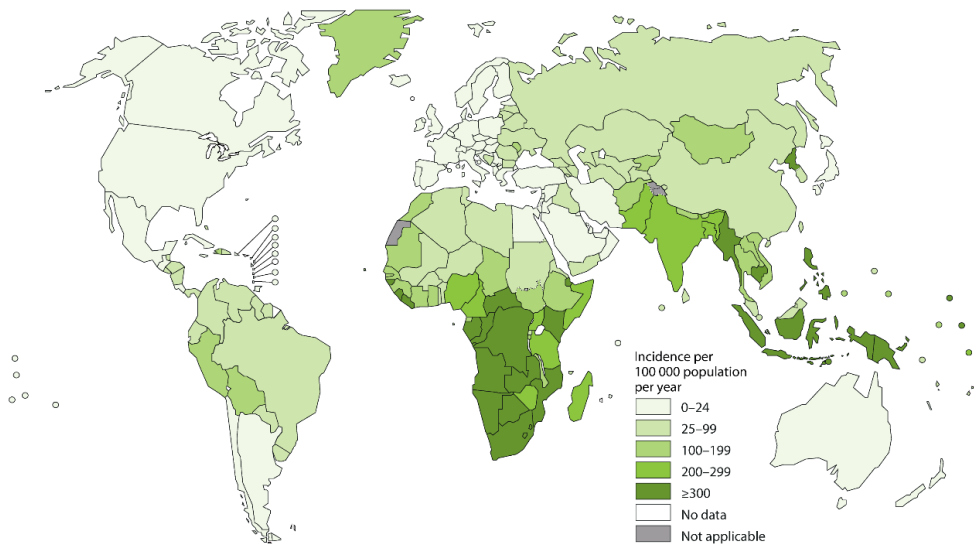 Incidence per
100 000 population
per year
0–24
25–99
100–199
200–299
≥300
No data
Not applicable